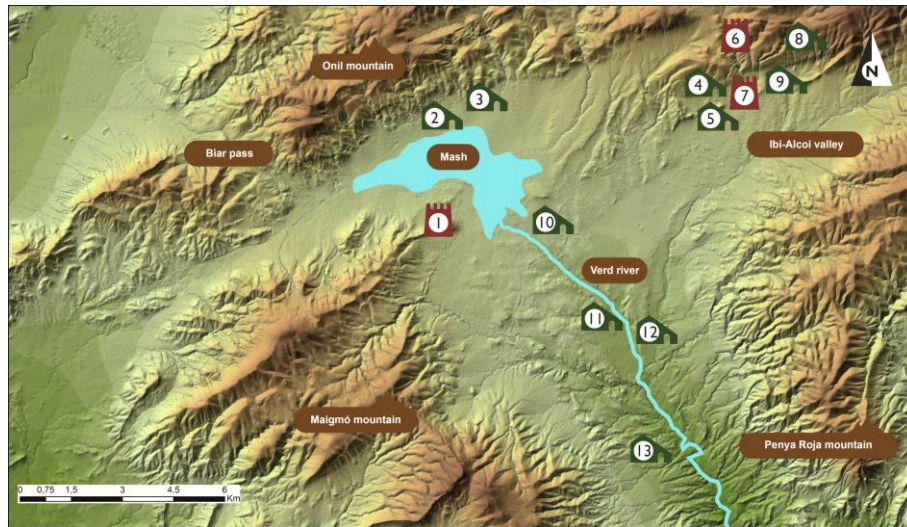 6
8
Onil mountain
N
4
7
9
3
2
5
Ibi-Alcoi valley
Biar pass
Mash
1
10
Verd river
11
12
Maigmó mountain
13
Penya Roja mountain
0 0,75 1,5 3 4,5 6
Km